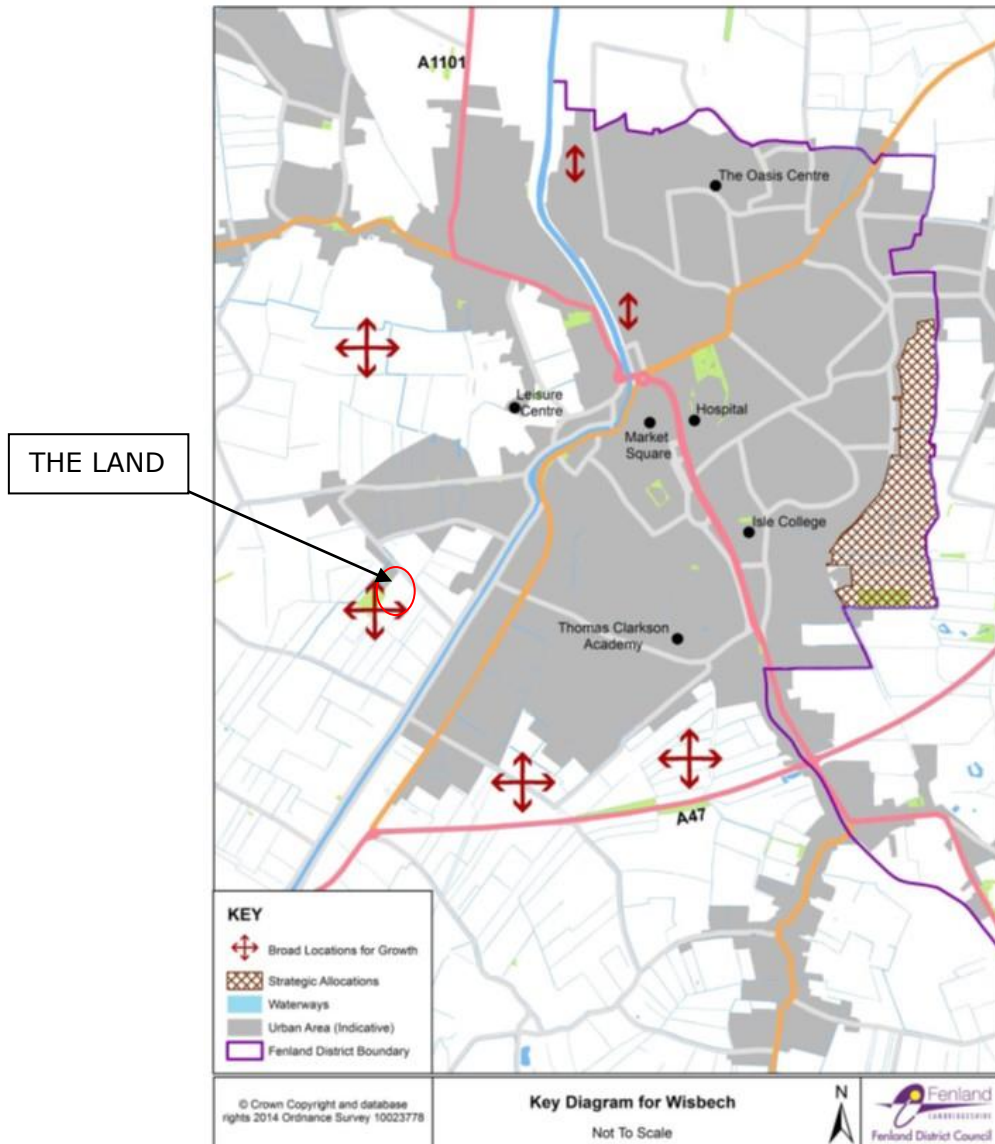 A1101
The Oasis Centre
Leisure
Centre
Hospital
Market
Square
THE LAND
Isle College
Thomas Clarkson
Academy
A47
KEY
Broad Locations for Growth
Strategic Allocations
Waterways
Urban Area (Indicative)
Fenland District Boundary
© Crown Copyright and database
rights 2014 Ordnance Survey 10023778
Key Diagram for Wisbech
Not To Scale
N
Fenland
CAMBRIDGESHIRE
Fenland District Council